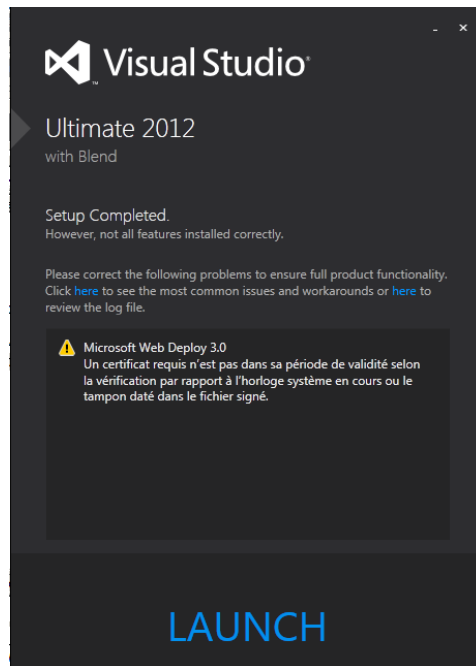 Visual Studio
Ultimate 2012
with Blend
Setup Completed.
However, not all features installed correctly.
Please correct the following problems to ensure full product functionality.
Click here to see the most common issues and workarounds or here to
review the log file.
Microsoft Web Deploy 3.0
Un certificat requis n’est pas dans sa période de validité selon
la vérification par rapport à l’horloge système en cours ou le
tampon daté dans le fichier signé.
LAUNCH